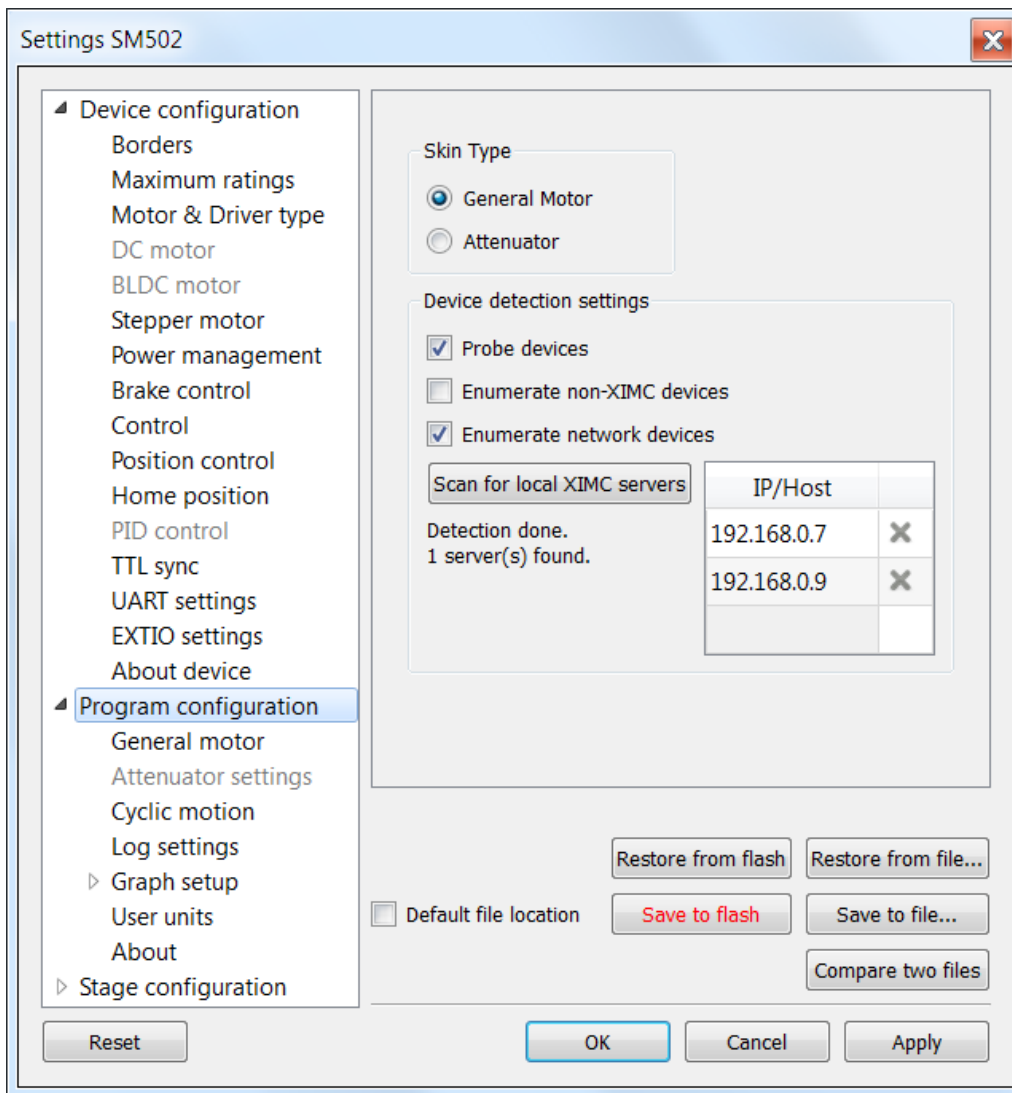 Settings SM502
Device configuration
Borders
Maximum ratings
Motor & Driver type
DC motor
BLDC motor
Stepper motor
Power management
Brake control
Control
Position control
Home position
PID control
TTL sync
UART settings
EXTIO settings
About device
Program configuration
General motor
Attenuator settings
Cyclic motion
Log settings
Graph setup
User units
About
Stage configuration
Skin Type
General Motor
Attenuator
Device detection settings
Probe devices
Enumerate non-XIMC devices
Enumerate network devices
Scan for local XIMC servers
Detection done.
1 server(s) found.
IP/Host
192.168.0.7
192.168.0.9
Restore from flash Restore from file...
Default file location Save to flash Save to file...
Compare two files
Reset OK Cancel Apply